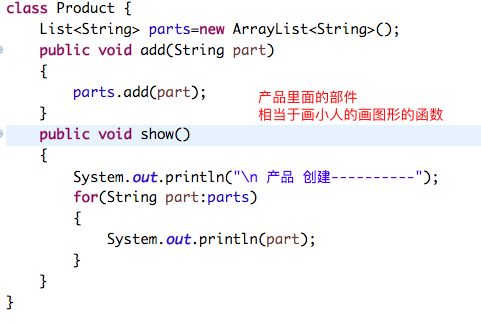 class Product {
    List<String> parts=new ArrayList<String>();
    public void add(String part)
    {
        parts.add(part);
产品里面的部件
相当于画小人的画图形的函数
    }
    public void show()
    {
        System.out.println("\n 产品 创建----------");
        for(String part:parts)
        {
            System.out.println(part);
        }
    }
}